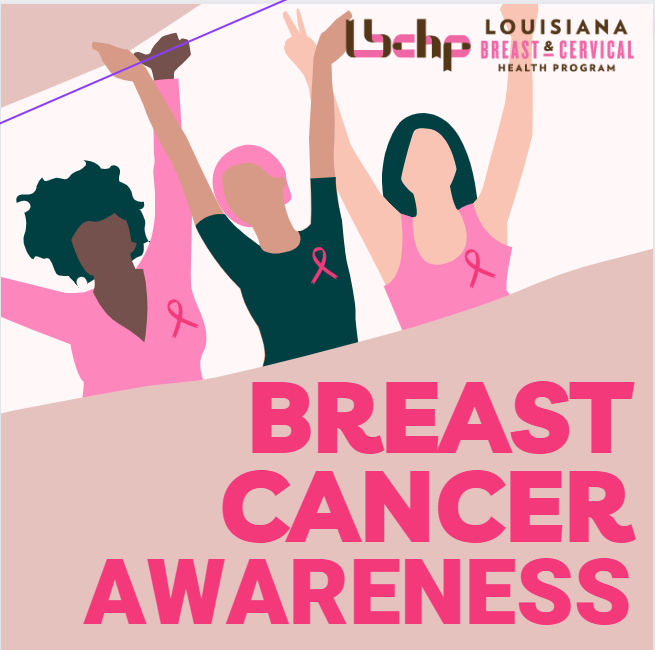 lbchp
LOUISIANA
BREAST & CERVICAL
HEALTH PROGRAM
BREAST
CANCER
AWARENESS